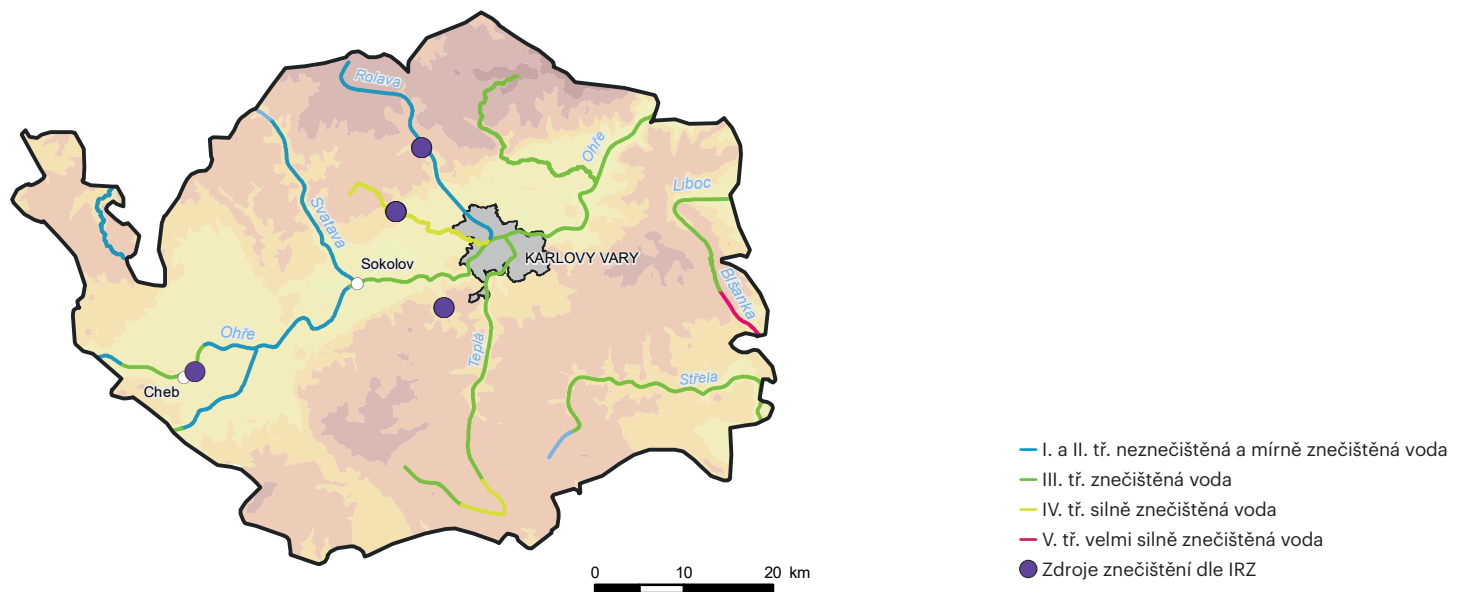 Rolava
Ohře
Liboc
Svatava
Sokolov
KARLOVY VARY
Blšanka
Ohře
Teplá
Střela
Cheb
I. a II. tř. neznečištěná a mírně znečištěná voda
III. tř. znečištěná voda
IV. tř. silně znečištěná voda
V. tř. velmi silně znečištěná voda
Zdroje znečištění dle IRZ
0 10 20 km